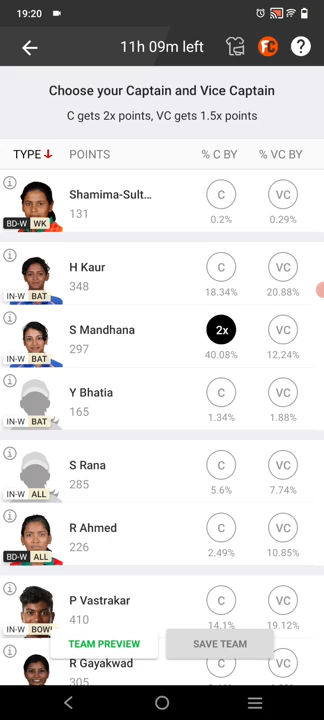 19:20
11h 09m left
FC
?
Choose your Captain and Vice Captain
C gets 2x points, VC gets 1.5x points
TYPE POINTS % C BY % VC BY
Shamima-Sult...
131
BD-W WK
C VC
0.2% 0.29%
H Kaur
348
IN-W BAT
C VC
18.34% 20.88%
S Mandhana
297
IN-W BAT
2x VC
40.08% 12.24%
Y Bhatia
165
IN-W BAT
C VC
1.34% 1.88%
S Rana
285
IN-W ALL
C VC
5.6% 7.74%
R Ahmed
226
BD-W ALL
C VC
2.49% 10.85%
P Vastrakar
410
IN-W BOWL
C VC
14.1% 19.12%
TEAM PREVIEW SAVE TEAM
R Gayakwad
305